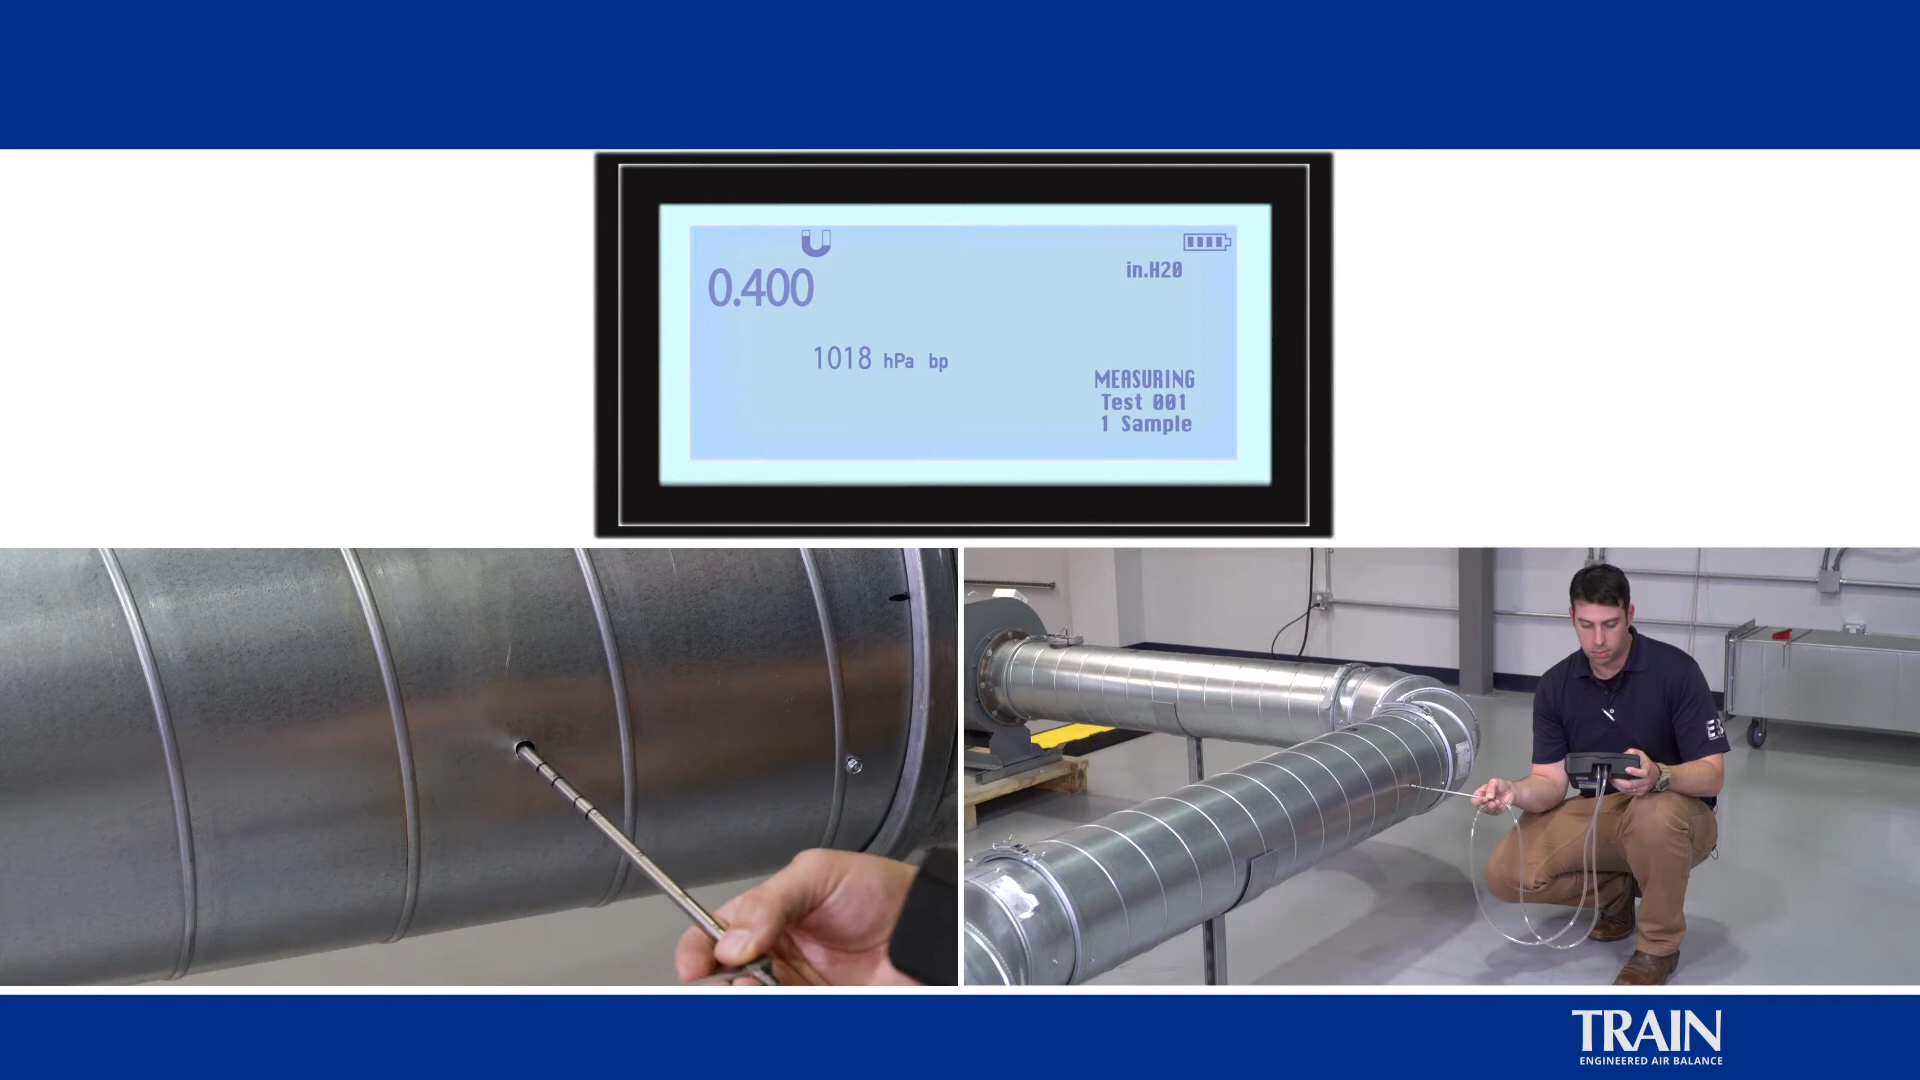 0.400
in.H20
1018 hPa bp
MEASURING
Test 001
1 Sample
TRAIN
ENGINEERED AIR BALANCE